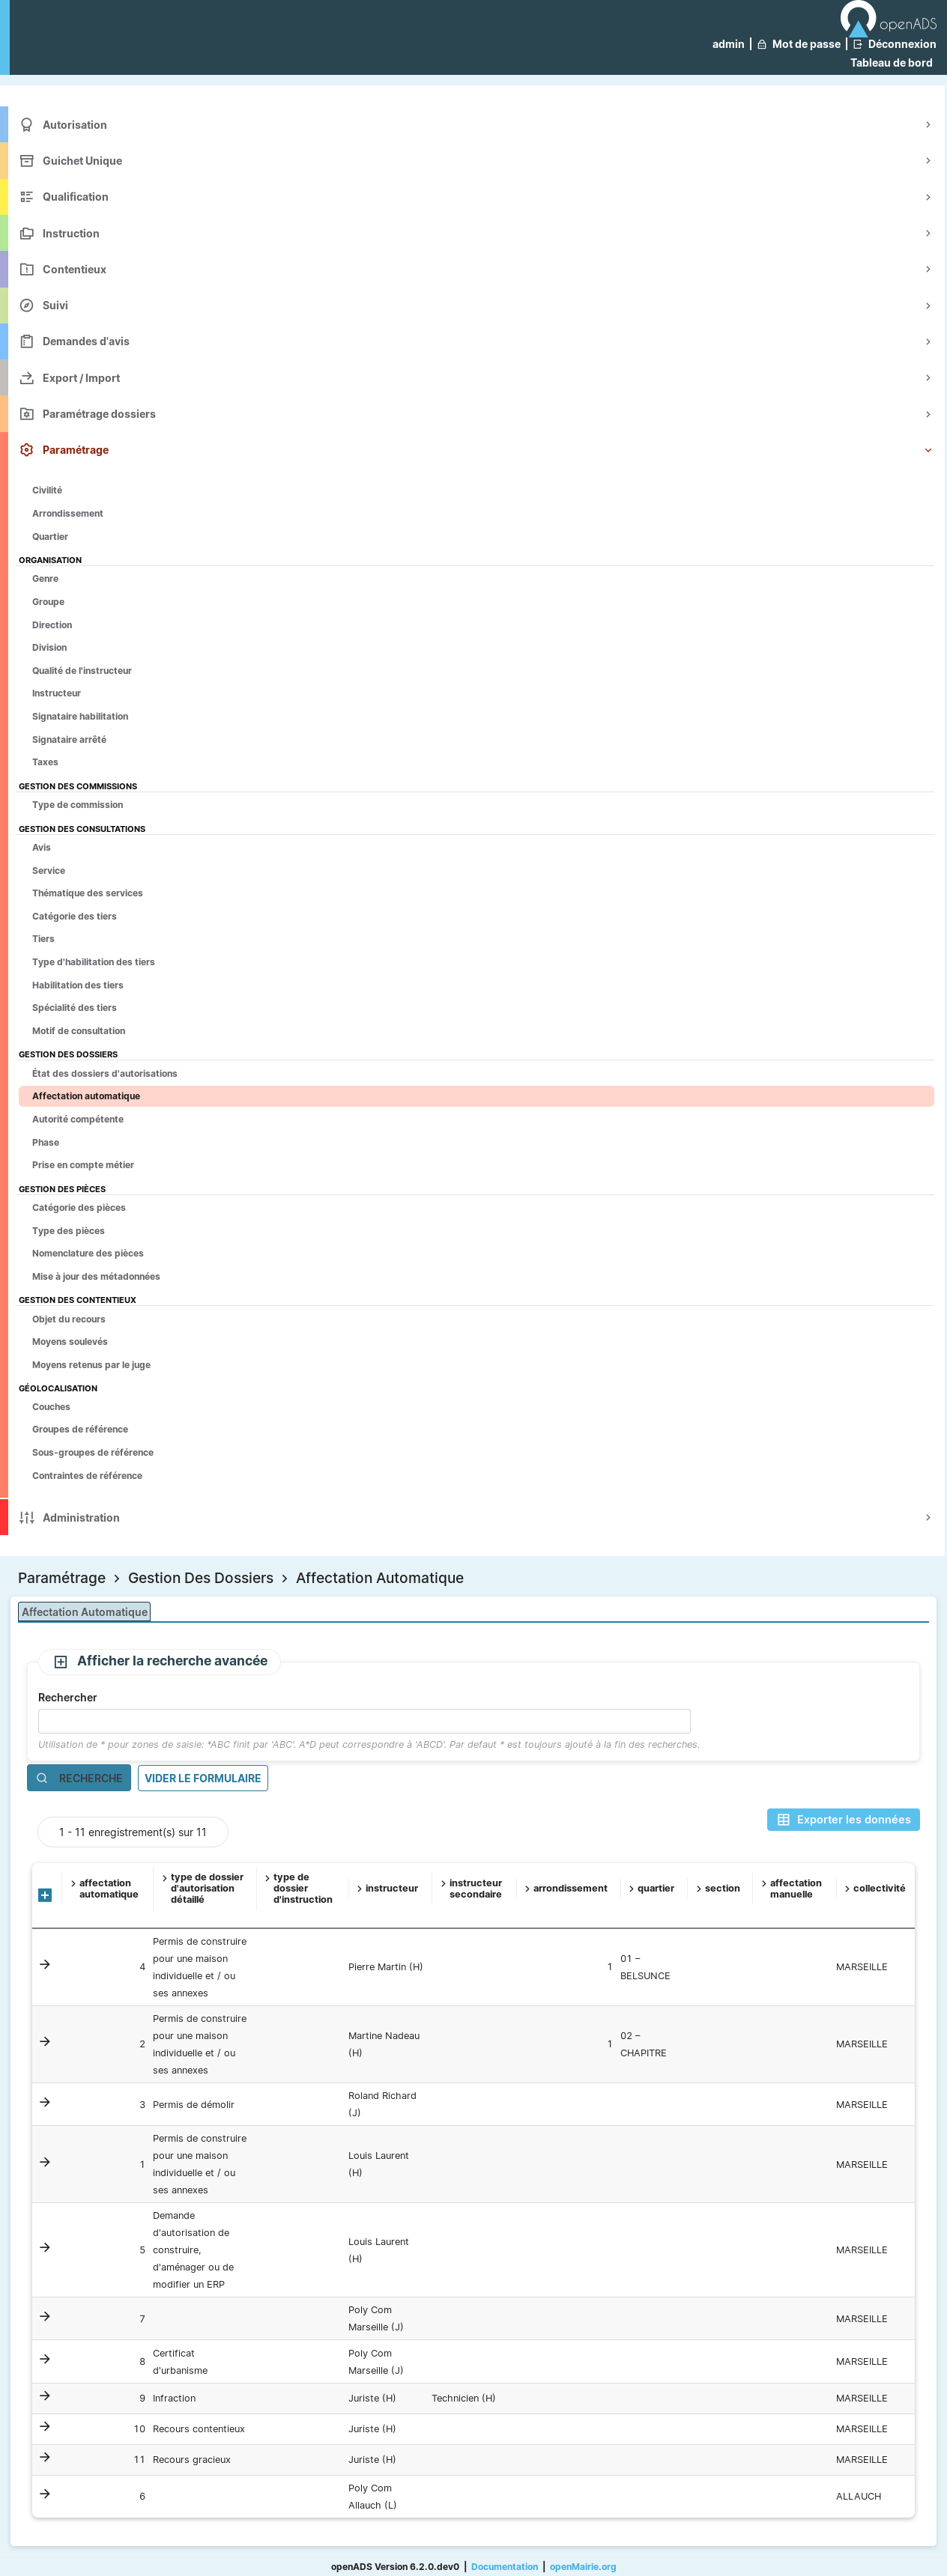 openADS
admin | Mot de passe | Déconnexion
Tableau de bord
Autorisation
Guichet Unique
Qualification
Instruction
Contentieux
Suivi
Demandes d'avis
Export / Import
Paramétrage dossiers
Paramétrage
Civilité
Arrondissement
Quartier
ORGANISATION
Genre
Groupe
Direction
Division
Qualité de l'instructeur
Instructeur
Signataire habilitation
Signataire arrêté
Taxes
GESTION DES COMMISSIONS
Type de commission
GESTION DES CONSULTATIONS
Avis
Service
Thématique des services
Catégorie des tiers
Tiers
Type d'habilitation des tiers
Habilitation des tiers
Spécialité des tiers
Motif de consultation
GESTION DES DOSSIERS
État des dossiers d'autorisations
Affectation automatique
Autorité compétente
Phase
Prise en compte métier
GESTION DES PIÈCES
Catégorie des pièces
Type des pièces
Nomenclature des pièces
Mise à jour des métadonnées
GESTION DES CONTENTIEUX
Objet du recours
Moyens soulevés
Moyens retenus par le juge
GÉOLOCALISATION
Couches
Groupes de référence
Sous-groupes de référence
Contraintes de référence
Administration
Paramétrage > Gestion Des Dossiers > Affectation Automatique
Affectation Automatique
Afficher la recherche avancée
Rechercher
Utilisation de * pour zones de saisie: *ABC finit par 'ABC'. A*D peut correspondre à 'ABCD'. Par defaut * est toujours ajouté à la fin des recherches.
RECHERCHE VIDER LE FORMULAIRE
Exporter les données
1 - 11 enregistrement(s) sur 11
affectation automatique type de dossier d'autorisation détaillé type de dossier d'instruction instructeur instructeur secondaire arrondissement quartier section affectation manuelle collectivité
4 Permis de construire pour une maison individuelle et / ou ses annexes Pierre Martin (H) 1 01 – BELSUNCE MARSEILLE
2 Permis de construire pour une maison individuelle et / ou ses annexes Martine Nadeau (H) 1 02 – CHAPITRE MARSEILLE
3 Permis de démolir Roland Richard (J) MARSEILLE
1 Permis de construire pour une maison individuelle et / ou ses annexes Louis Laurent (H) MARSEILLE
5 Demande d'autorisation de construire, d'aménager ou de modifier un ERP Louis Laurent (H) MARSEILLE
7 Poly Com Marseille (J) MARSEILLE
8 Certificat d'urbanisme Poly Com Marseille (J) MARSEILLE
9 Infraction Juriste (H) Technicien (H) MARSEILLE
10 Recours contentieux Juriste (H) MARSEILLE
11 Recours gracieux Juriste (H) MARSEILLE
6 Poly Com Allauch (L) ALLAUCH
openADS Version 6.2.0.dev0 | Documentation | openMairie.org